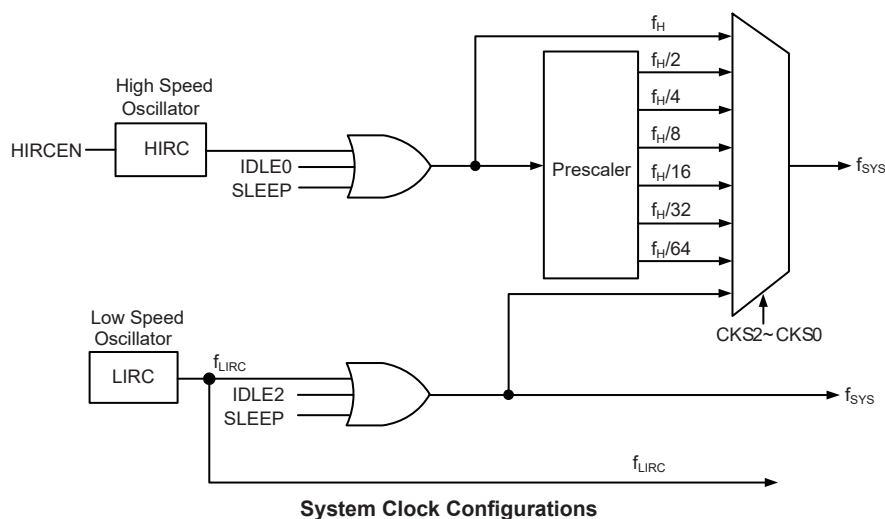 High Speed
Oscillator
HIRCEN
HIRC
IDLE0
SLEEP
Prescaler
fH
fH/2
fH/4
fH/8
fH/16
fH/32
fH/64
fSYS
CKS2~CKS0
Low Speed
Oscillator
LIRC
fLIRC
IDLE2
SLEEP
fSYS
fLIRC
System Clock Configurations